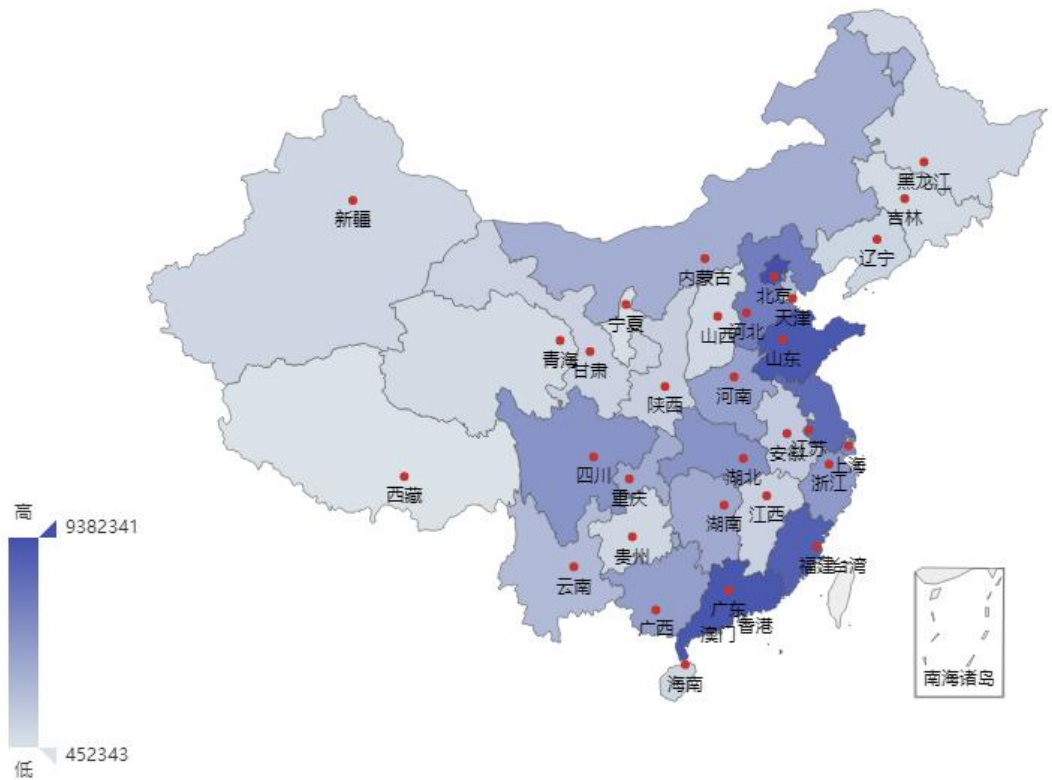 黑龙江
吉林
新疆
辽宁
内蒙古
北京
天津
宁夏
山西
河北
山东
青海
甘肃
河南
陕西
安徽
江苏
上海
四川
湖北
浙江
重庆
西藏
湖南
江西
高
9382341
贵州
福建
台湾
云南
广东
广西
澳门
香港
海南
南海诸岛
452343
低